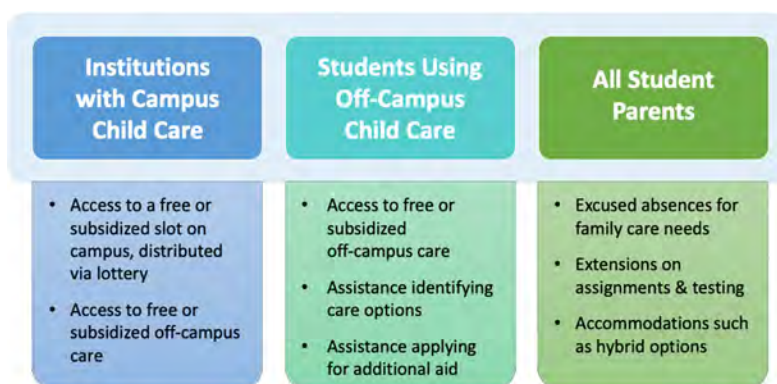 Institutions
with Campus
Child Care
• Access to a free or
subsidized slot on
campus, distributed
via lottery
• Access to free or
subsidized off-campus
care
Students Using
Off-Campus
Child Care
• Access to free or
subsidized
off-campus care
• Assistance identifying
care options
• Assistance applying
for additional aid
All Student
Parents
• Excused absences for
family care needs
• Extensions on
assignments & testing
• Accommodations such
as hybrid options